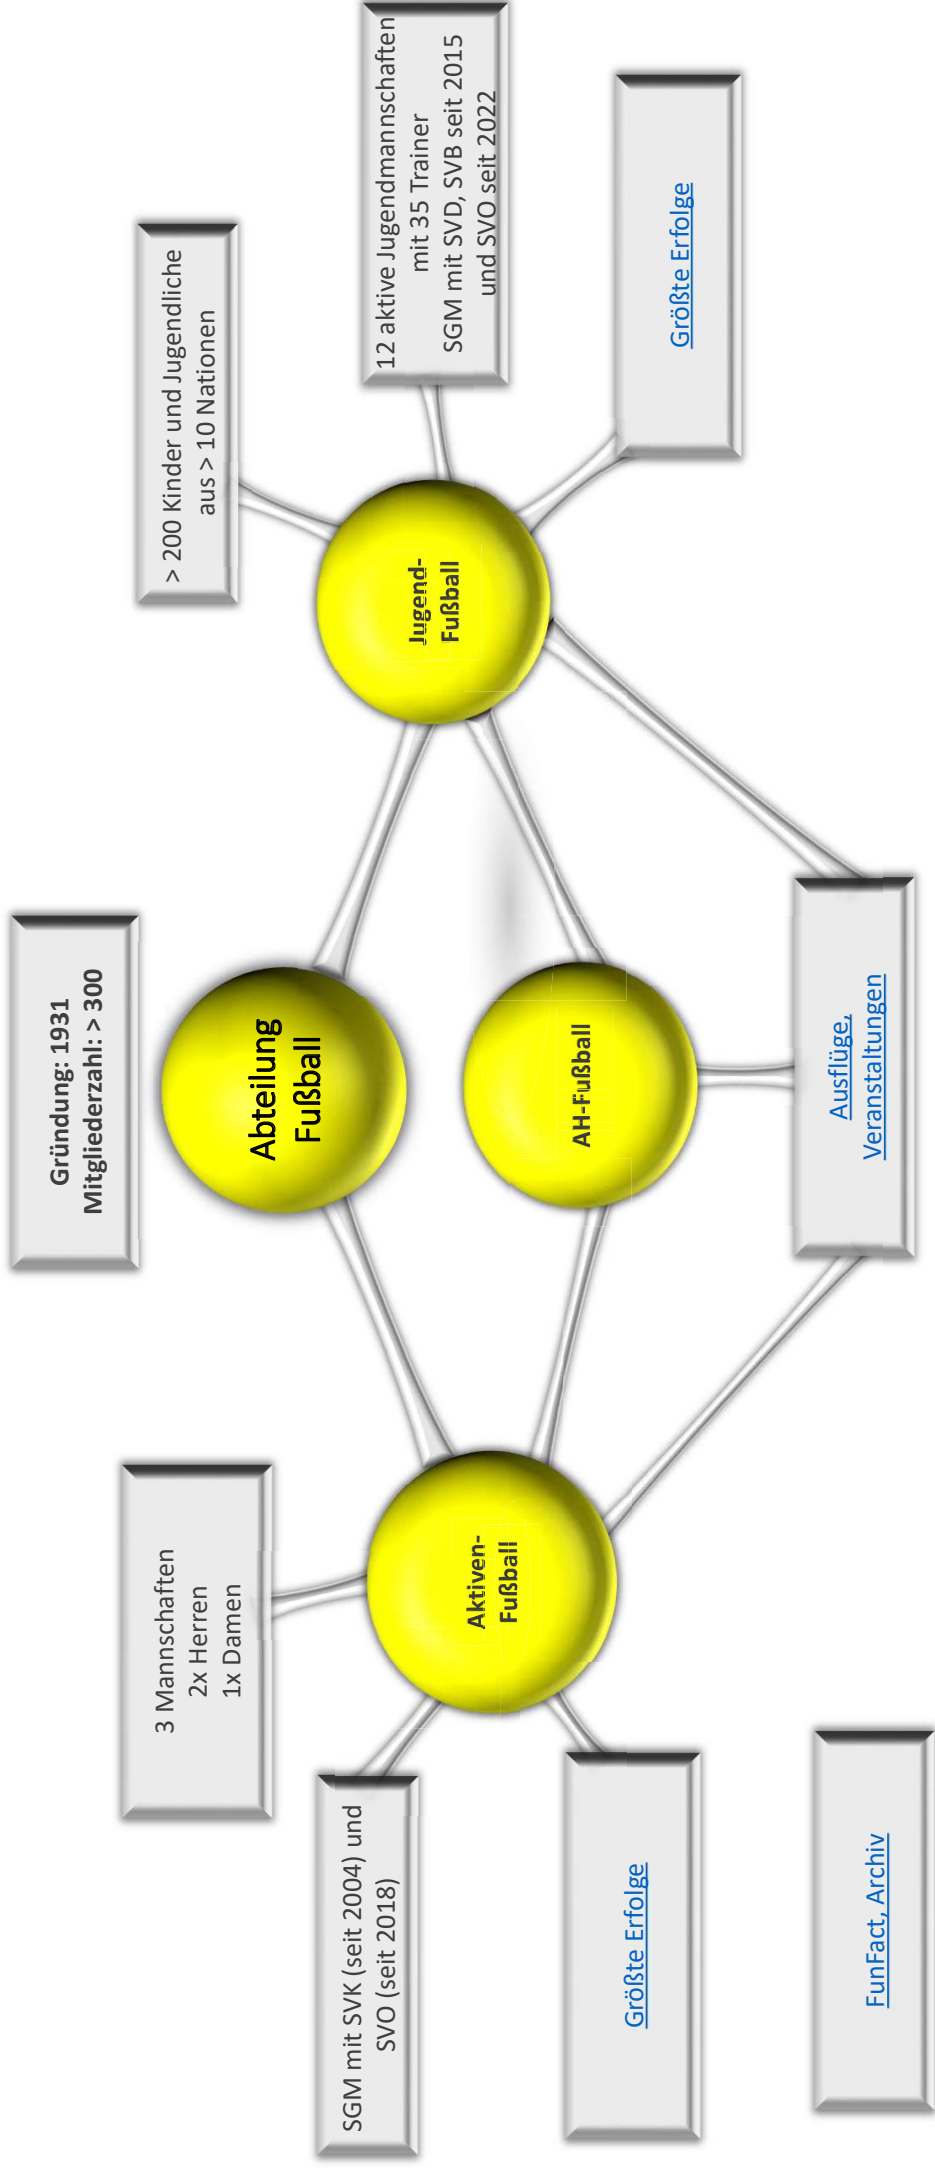 Gründung: 1931
Mitgliederzahl: > 300
Abteilung
Fußball
3 Mannschaften
2x Herren
1x Damen
SGM mit SVK (seit 2004) und
SVO (seit 2018)
Größte Erfolge
Aktiven-
Fußball
AH-Fußball
Jugend-
Fußball
> 200 Kinder und Jugendliche
aus > 10 Nationen
12 aktive Jugendmannschaften
mit 35 Trainer
SGM mit SVD, SVB seit 2015
und SVO seit 2022
Größte Erfolge
Ausflüge,
Veranstaltungen
FunFact, Archiv